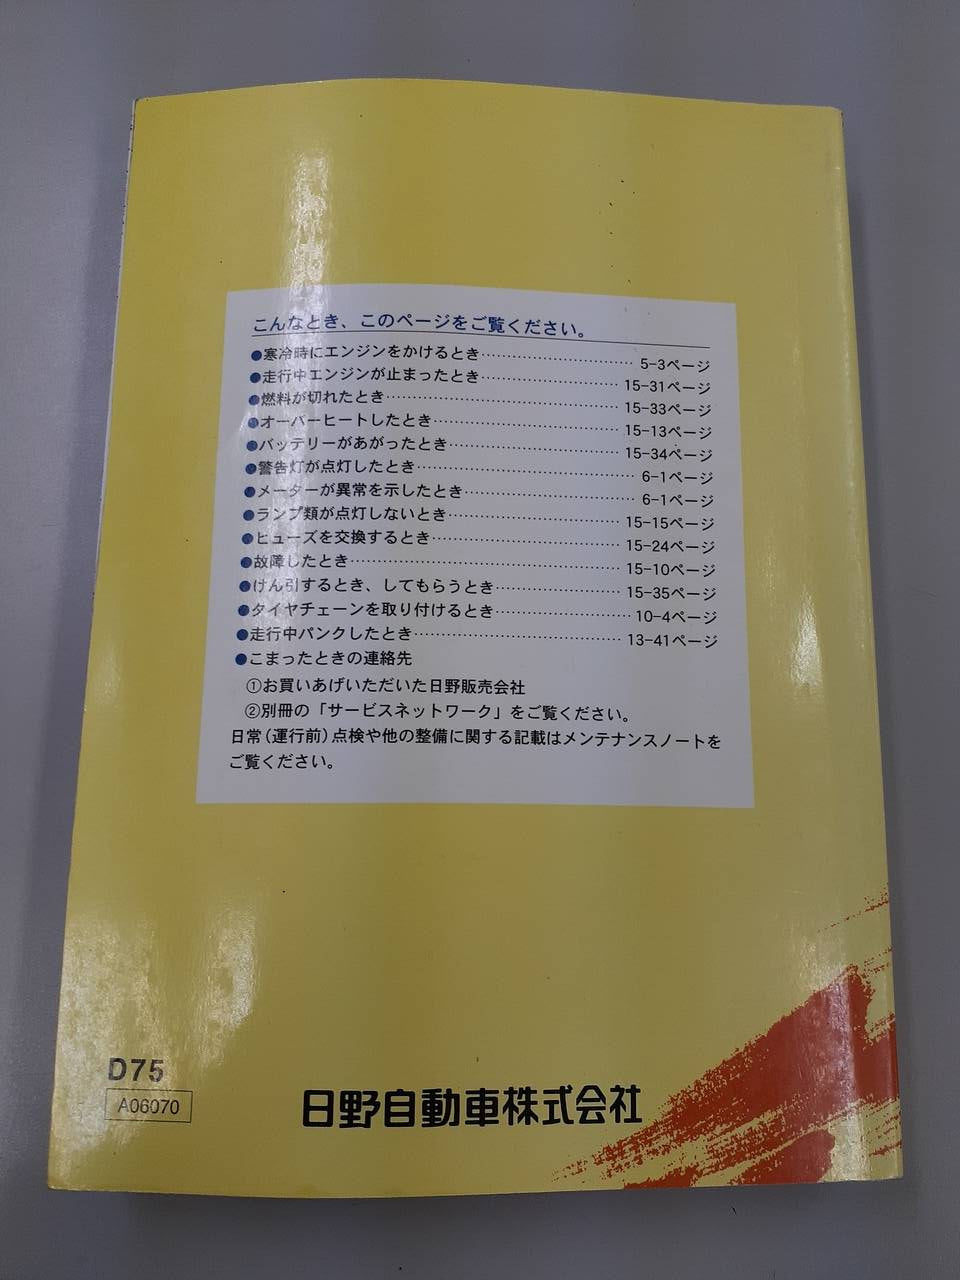 こんなとき、このページをご覧ください。
●寒冷時にエンジンをかけるとき…………………………5-3ページ
●走行中エンジンが止まったとき…………………………15-31ページ
●燃料が切れたとき…………………………15-33ページ
●オーバーヒートしたとき…………………………15-13ページ
●バッテリーがあがったとき…………………………15-34ページ
●警告灯が点灯したとき…………………………6-1ページ
●メーターが異常を示したとき…………………………6-1ページ
●ランプ類が点灯しないとき…………………………15-15ページ
●ヒューズを交換するとき…………………………15-24ページ
●故障したとき…………………………15-10ページ
●けん引するとき、してもらうとき…………………………15-35ページ
●タイヤチェーンを取り付けるとき…………………………10-4ページ
●走行中パンクしたとき…………………………13-41ページ
●こまったときの連絡先
①お買いあげいただいた日野販売会社
②別冊の「サービスネットワーク」をご覧ください。
日常(運行前)点検や他の整備に関する記載はメンテナンスノートを
ご覧ください。
D75
A06070
日野自動車株式会社